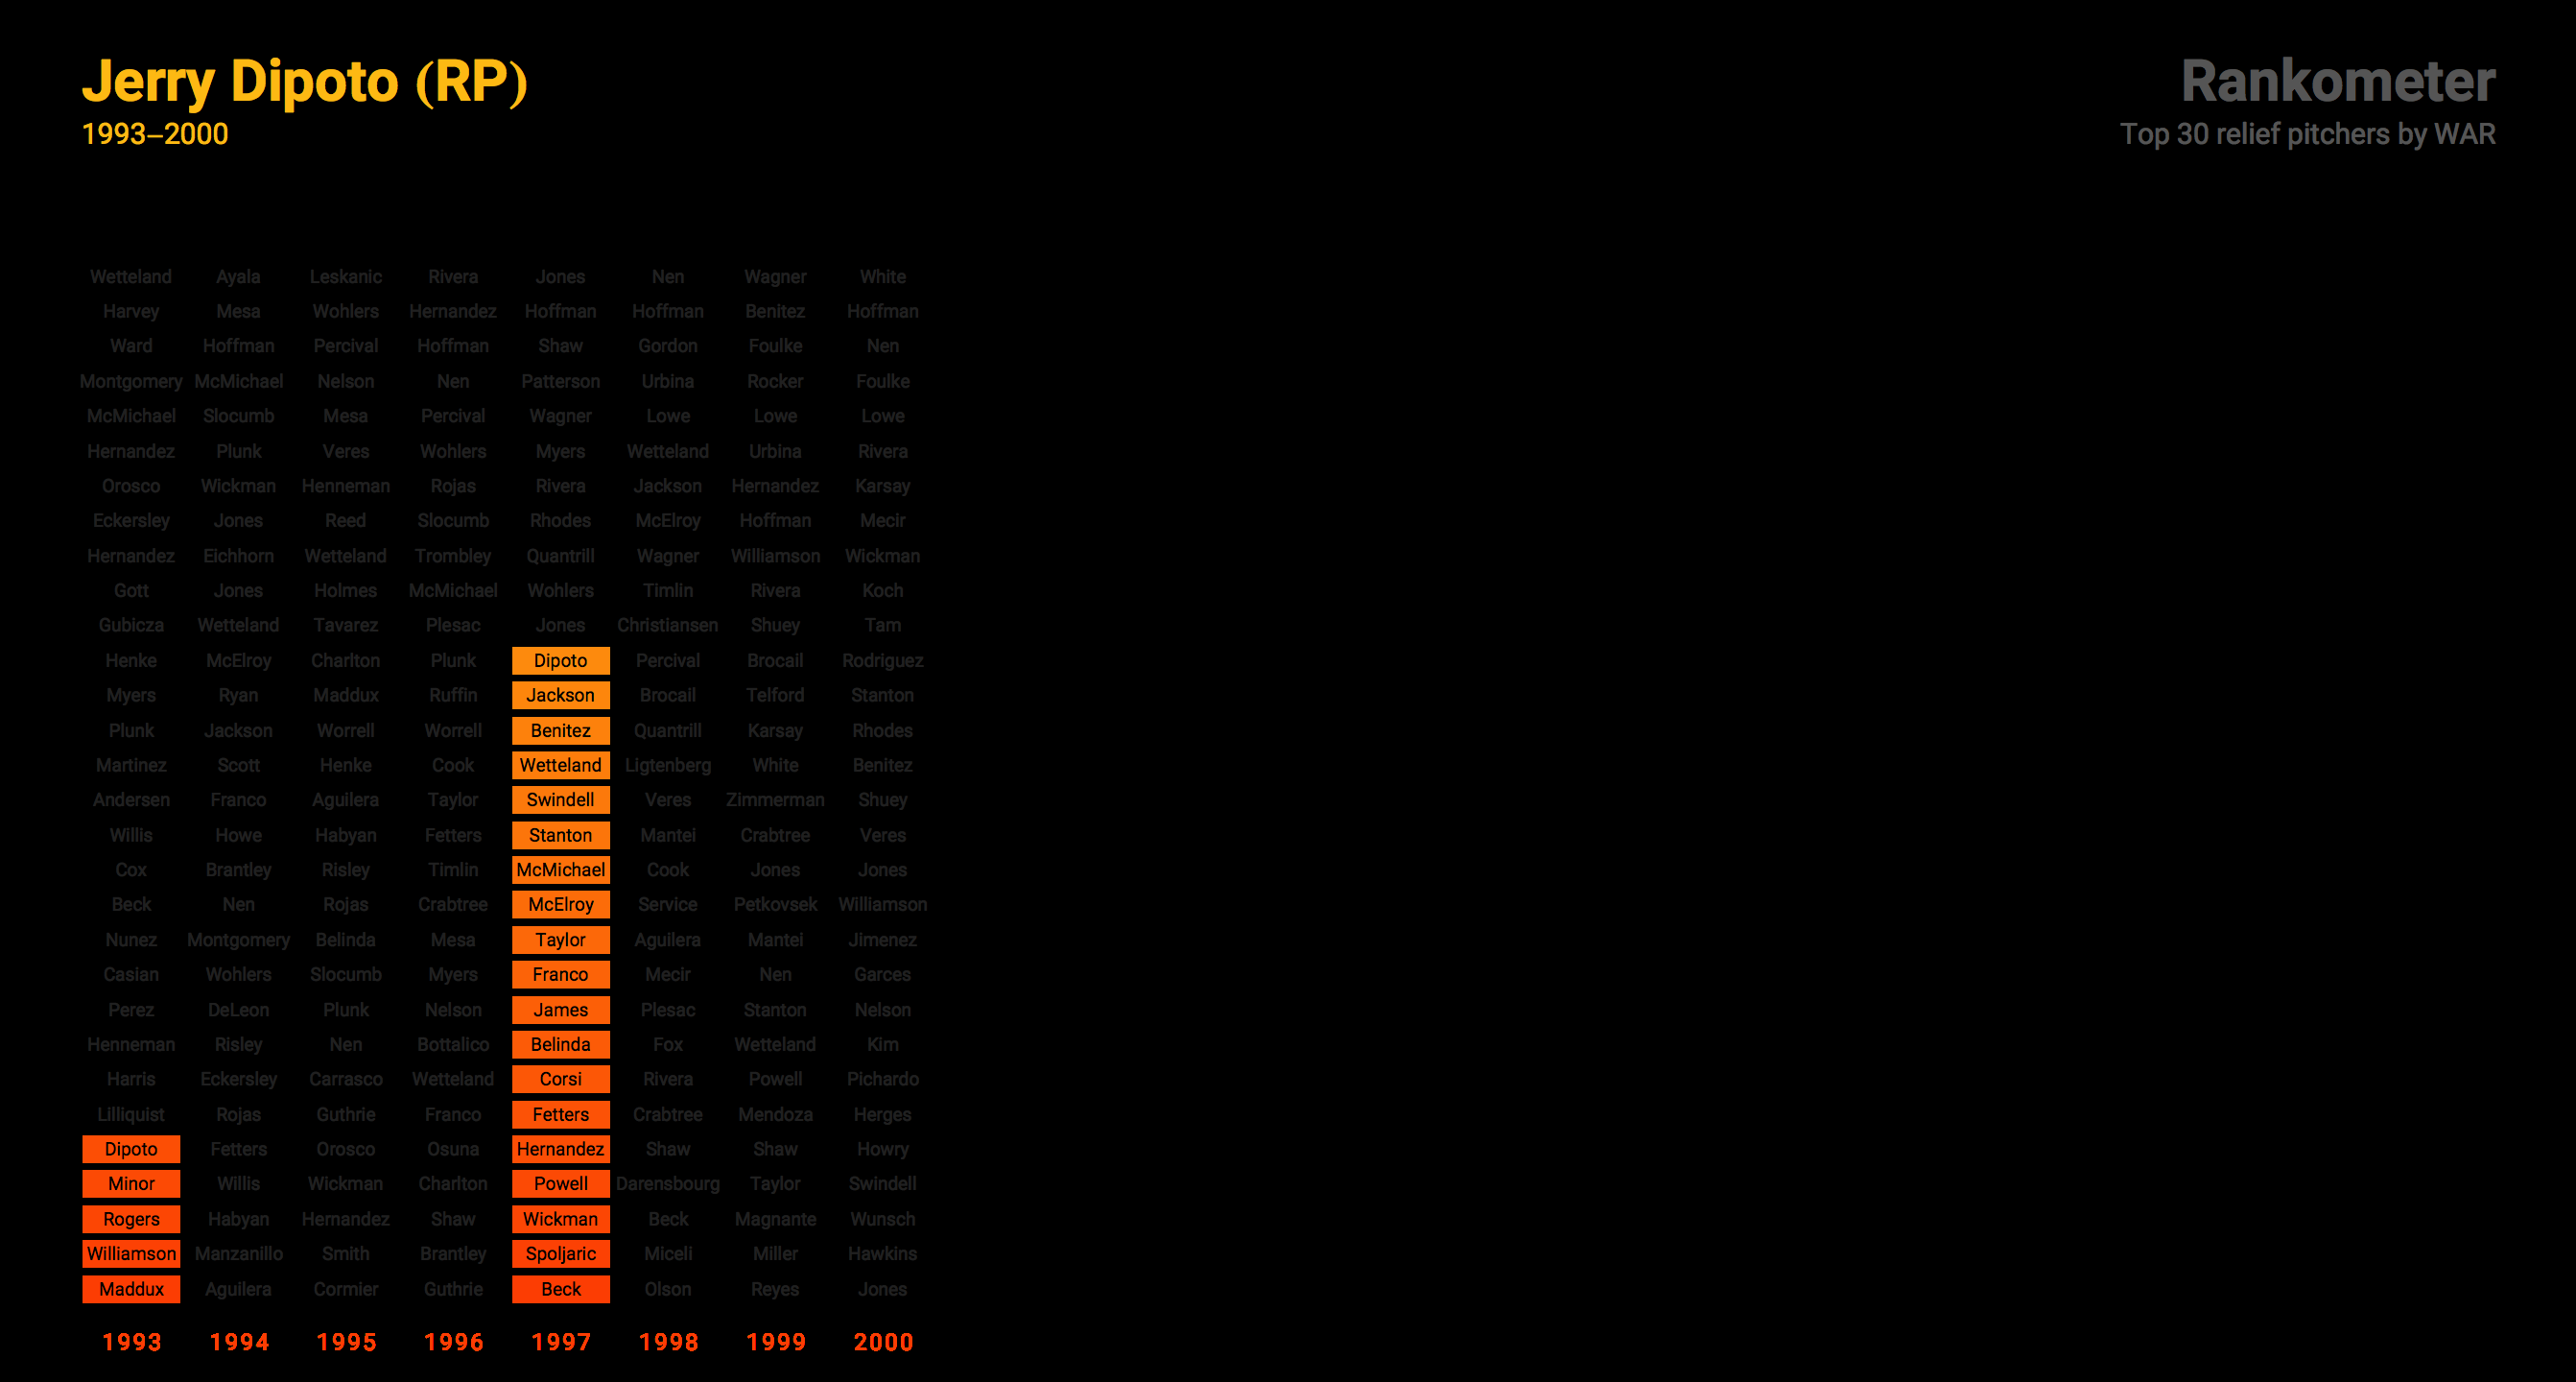 Jerry Dipoto (RP)
1993–2000
Rankometer
Top 30 relief pitchers by WAR
Wetteland Ayala Leskanic Rivera Jones Nen Wagner White
Harvey Mesa Wohlers Hernandez Hoffman Hoffman Benitez Hoffman
Ward Hoffman Percival Hoffman Shaw Gordon Foulke Nen
Montgomery McMichael Nelson Nen Patterson Urbina Rocker Foulke
McMichael Slocumb Mesa Percival Wagner Lowe Lowe Lowe
Hernandez Plunk Veres Wohlers Myers Wetteland Urbina Rivera
Orosco Wickman Henneman Rojas Rivera Jackson Hernandez Karsay
Eckersley Jones Reed Slocumb Rhodes McElroy Hoffman Mecir
Hernandez Eichhorn Wetteland Trombley Quantrill Wagner Williamson Wickman
Gott Jones Holmes McMichael Wohlers Timlin Rivera Koch
Gubicza Wetteland Tavarez Plesac Jones Christiansen Shuey Tam
Henke McElroy Charlton Plunk Dipoto Percival Brocail Rodriguez
Myers Ryan Maddux Ruffin Jackson Brocail Telford Stanton
Plunk Jackson Worrell Worrell Benitez Quantrill Karsay Rhodes
Martinez Scott Henke Cook Wetteland Ligtenberg White Benitez
Andersen Franco Aguilera Taylor Swindell Veres Zimmerman Shuey
Willis Howe Habyan Fetters Stanton Mantei Crabtree Veres
Cox Brantley Risley Timlin McMichael Cook Jones Jones
Beck Nen Rojas Crabtree McElroy Service Petkovsek Williamson
Nunez Montgomery Belinda Mesa Taylor Aguilera Mantei Jimenez
Casian Wohlers Slocumb Myers Franco Mecir Nen Garces
Perez DeLeon Plunk Nelson James Plesac Stanton Nelson
Henneman Risley Nen Bottalico Belinda Fox Wetteland Kim
Harris Eckersley Carrasco Wetteland Corsi Rivera Powell Pichardo
Lilliquist Rojas Guthrie Franco Fetters Crabtree Mendoza Herges
Dipoto Fetters Orosco Osuna Hernandez Shaw Shaw Howry
Minor Willis Wickman Charlton Powell Darensbourg Taylor Swindell
Rogers Habyan Hernandez Shaw Wickman Beck Magnante Wunsch
Williamson Manzanillo Smith Brantley Spoljaric Miceli Miller Hawkins
Maddux Aguilera Cormier Guthrie Beck Olson Reyes Jones
1993 1994 1995 1996 1997 1998 1999 2000